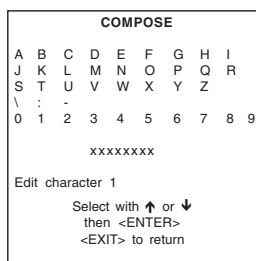 COMPOSE
A B C D E F G H I
J K L M N O P Q R
S T U V W X Y Z
\ : -
0 1 2 3 4 5 6 7 8 9
xxxxxxxx
Edit character 1
Select with ↑ or ↓
then <ENTER>
<EXIT> to return